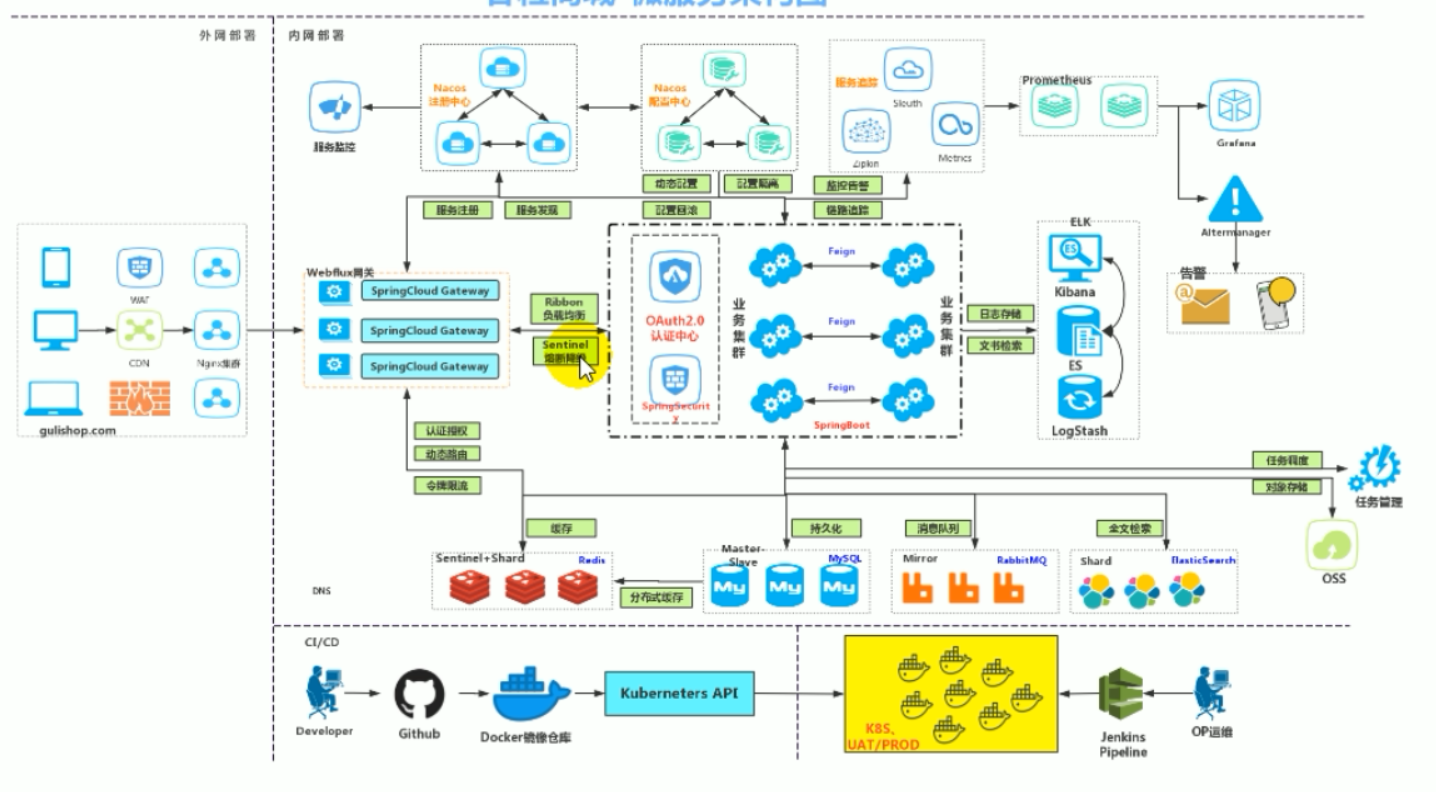 外网部署
内网部署
Nacos
注册中心
Nacos
配置中心
服务追踪
Sleuth
Zipkin
Metrics
Prometheus
Grafana
服务监控
动态配置
配置隔离
监控告警
服务注册
服务发现
配置回滚
链路追踪
Altermanager
告警
ELK
Kibana
ES
LogStash
WAF
CDN
Nginx集群
gulishop.com
Webflux网关
SpringCloud Gateway
SpringCloud Gateway
SpringCloud Gateway
Ribbon
负载均衡
Sentinel
OAuth2.0
认证中心
SpringSecurit
y
业务集群
Feign
Feign
Feign
SpringBoot
业务集群
日志存储
文书检索
认证授权
动态路由
令牌限流
任务调度
对象存储
任务管理
OSS
缓存
持久化
消息队列
全文检索
Sentinel+Shard
Redis
Master-
Slave
MySQL
My
My
My
Mirror
RabbitMQ
Shard
ElasticSearch
分布式缓存
DNS
CI/CD
Developer
Github
Docker镜像仓库
Kuberneters API
K8S、
UAT/PROD
Jenkins
Pipeline
OP运维